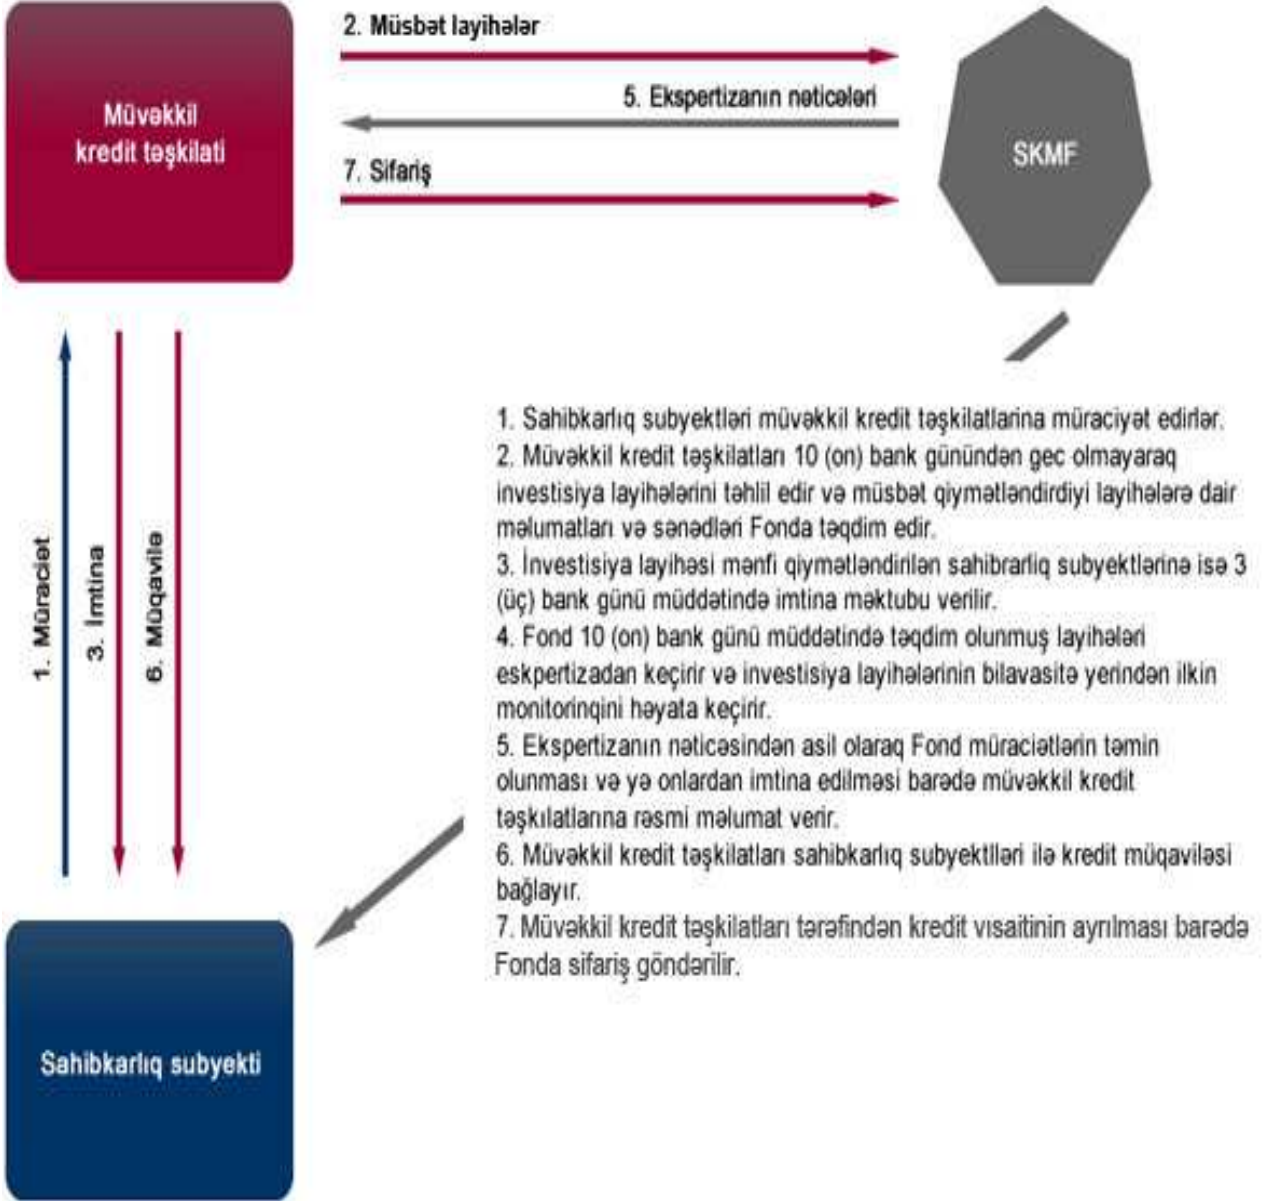 2. Müsbət layihələr
5. Ekspertizanın nəticələri
7. Sifariş
Müvəkkil
kredit təşkilati
SKMF
1. Müraciət
3. İmtina
6. Müqavilə
1. Sahibkarlıq subyektləri müvəkkil kredit təşkilatlarina müraciyət edirlər.
2. Müvəkkil kredit təşkilatları 10 (on) bank günündən gec olmayaraq
investisiya layihələrini təhlil edir və müsbət qiymətləndirdiyi layihələrə dair
məlumatları və sənədləri Fonda təqdim edir.
3. İnvestisiya layihəsi mənfi qiymətləndirilən sahibrarlıq subyektlərinə isə 3
(üç) bank günü müddətində imtina məktubu verilir.
4. Fond 10 (on) bank günü müddətində təqdim olunmuş layihələri
eskpertizadan keçirir və investisiya layihələrinin bilavasitə yerindən ilkin
monitorinqini həyata keçirir.
5. Ekspertizanın nəticəsindən asil olaraq Fond müraciətlərin təmin
olunması və yə onlardan imtina edilməsi barədə müvəkkil kredit
təşkılatlarına rəsmi məlumat verir.
6. Müvəkkil kredit təşkilatları sahibkarlıq subyektlləri ilə kredit müqaviləsi
bağlayır.
7. Müvəkkil kredit təşkilatları tərəfindən kredit vısaitinin ayrılması barədə
Fonda sifariş göndərilir.
Sahibkarlıq subyekti